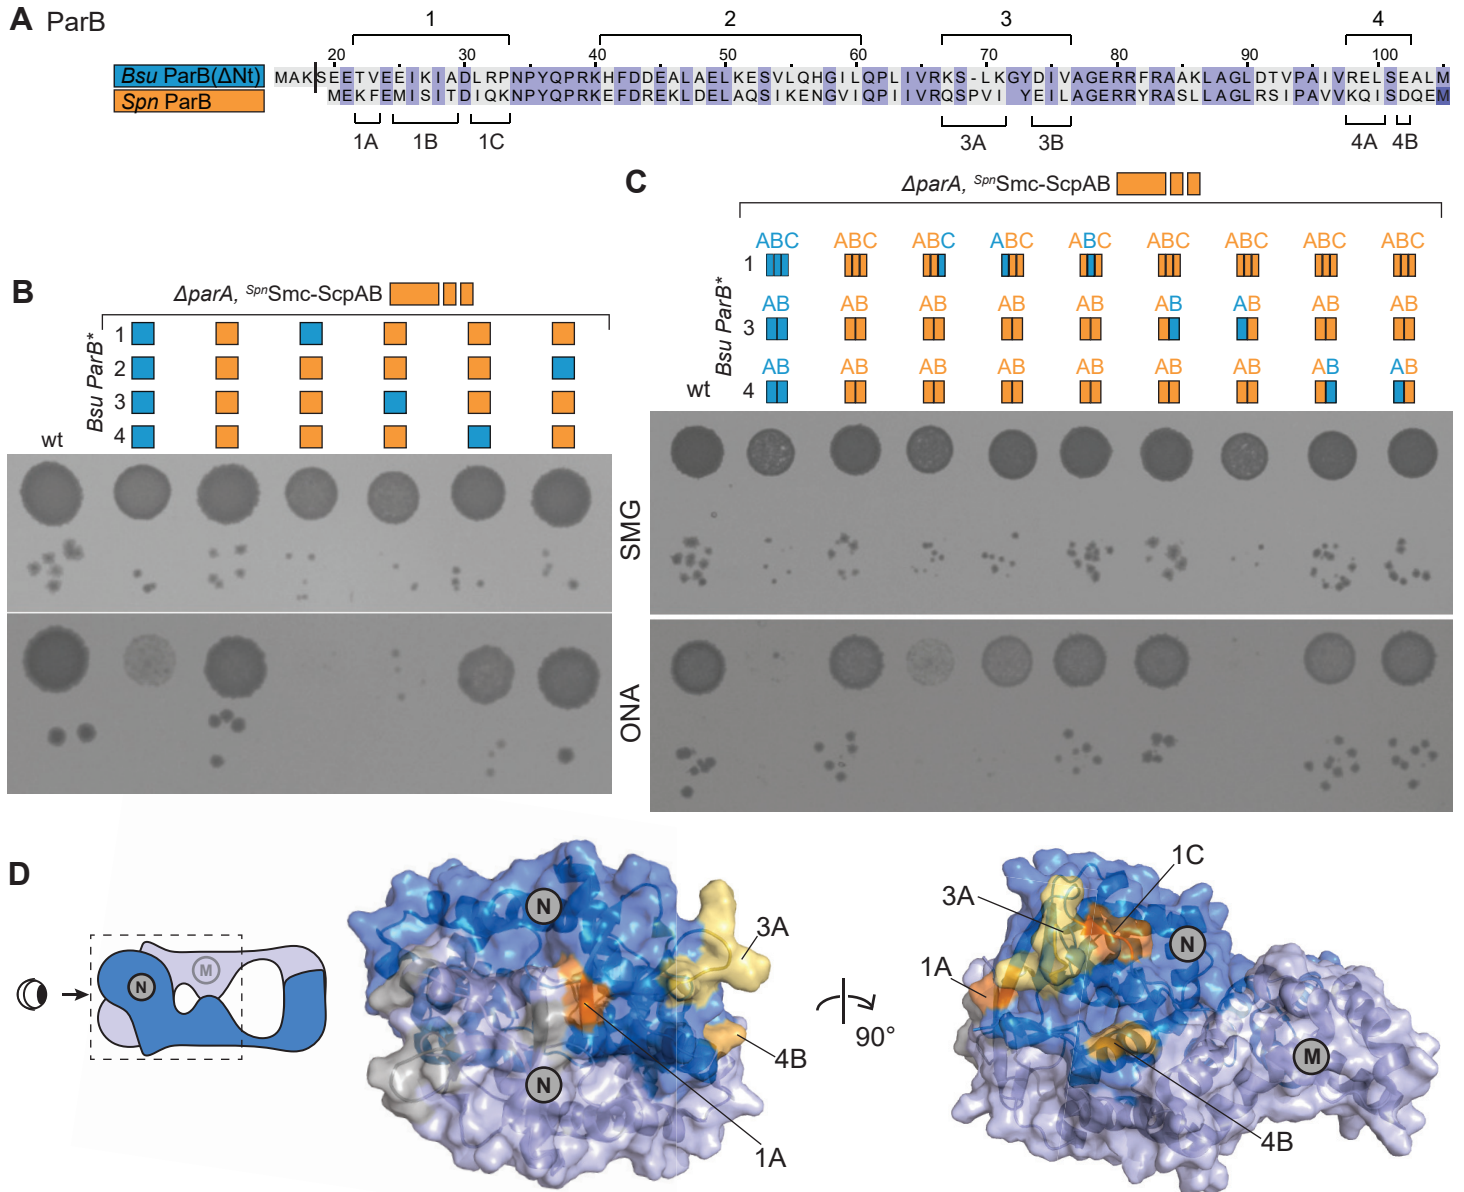 A ParB
1 2 3 4
20 30 40 50 60 70 80 90 100
Bsu ParB(ΔNt) MAKSEETVEEIKIADLRPNPYQPRKHFDDEALAELKESVLQHGILQPLIVRKS-LKGYDIVAGERRFRAAKLAGLDTVPAIVRELSEALM
Spn ParB MEKFEMISITDIQKNPYQPRKEFDREKLDELAQSIKENGVIQPIIVRQSPVI YEILAGERRYRASLLAGLRSIPAVVKQISDQEM
1A 1B 1C 3A 3B 4A 4B
B
ΔparA, SpnSmc-ScpAB
Bsu ParB*
1
2
3
4
wt
C
ΔparA, SpnSmc-ScpAB
Bsu ParB*
ABC ABC ABC ABC ABC ABC ABC ABC ABC
1
AB AB AB AB AB AB AB AB AB
3
AB AB AB AB AB AB AB AB AB
wt 4
SMG
ONA
D
N M
N
N
3A
4B
1A
90°
1C
3A
N
1A
M
4B